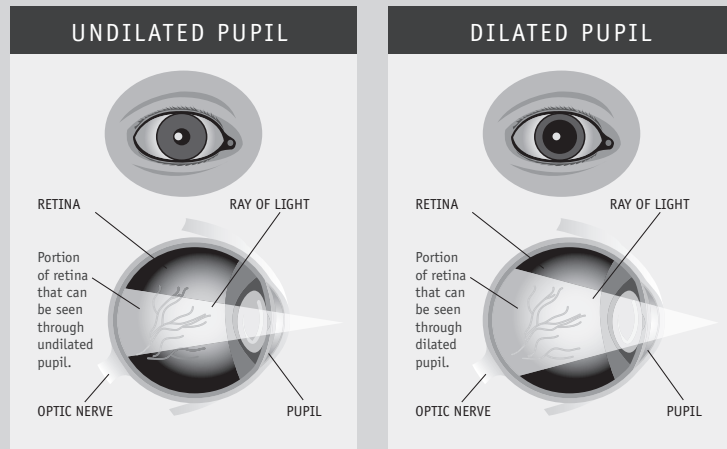 UNDILATED PUPIL
RETINA
RAY OF LIGHT
Portion
of retina
that can
be seen
through
undilated
pupil.
OPTIC NERVE
PUPIL
DILATED PUPIL
RETINA
RAY OF LIGHT
Portion
of retina
that can
be seen
through
dilated
pupil.
OPTIC NERVE
PUPIL